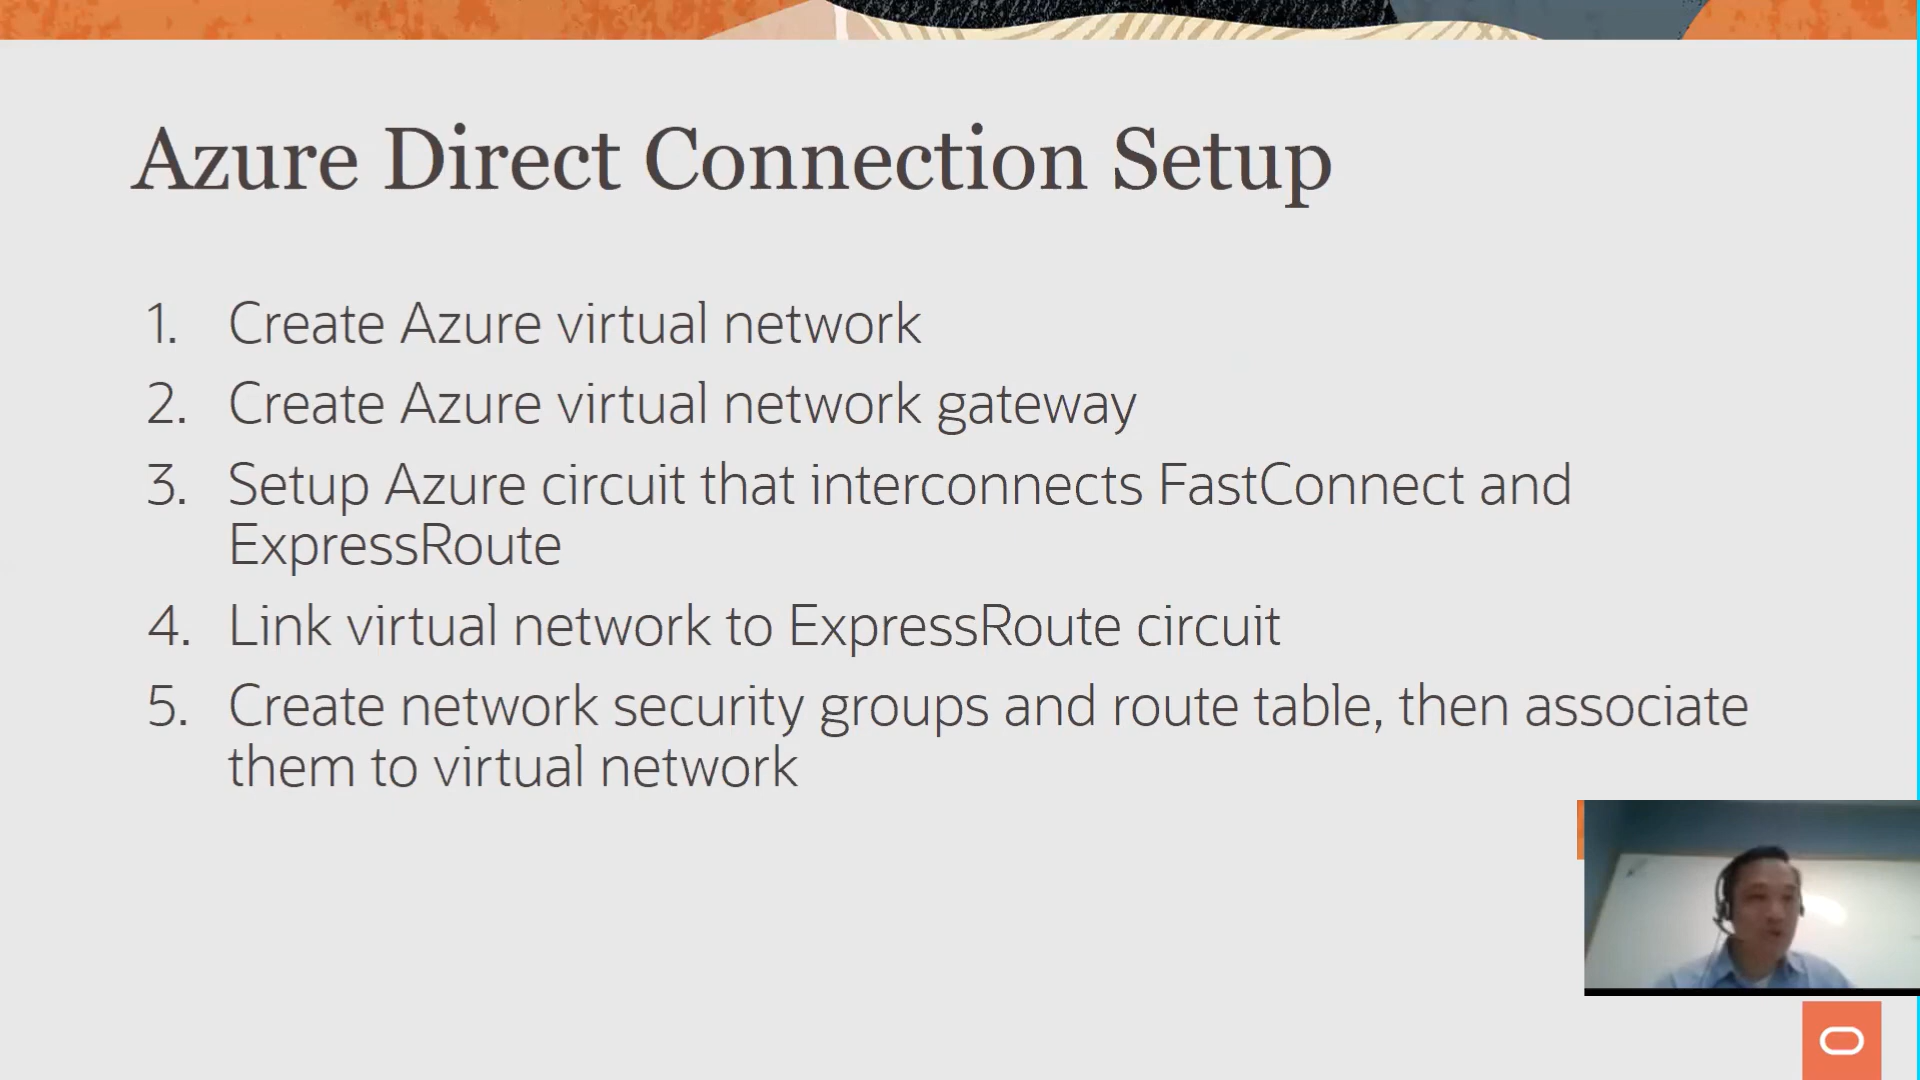 Azure Direct Connection Setup
1. Create Azure virtual network
2. Create Azure virtual network gateway
3. Setup Azure circuit that interconnects FastConnect and
ExpressRoute
4. Link virtual network to ExpressRoute circuit
5. Create network security groups and route table, then associate
them to virtual network